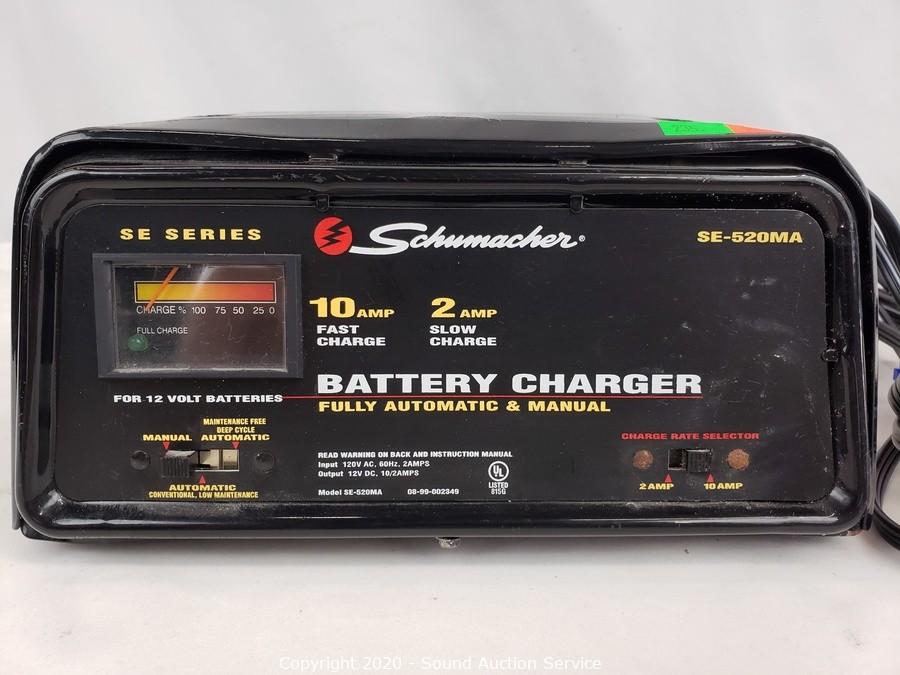 SE SERIES
Schumacher®
SE-520MA
CHARGE % 100 75 50 25 0
FULL CHARGE
10 AMP
FAST
CHARGE
2 AMP
SLOW
CHARGE
BATTERY CHARGER
FULLY AUTOMATIC & MANUAL
FOR 12 VOLT BATTERIES
MAINTENANCE FREE
DEEP CYCLE
MANUAL AUTOMATIC
AUTOMATIC
CONVENTIONAL, LOW MAINTENANCE
READ WARNING ON BACK AND INSTRUCTION MANUAL
Input 120V AC, 60Hz, 2AMPS
Output 12V DC, 10/2AMPS
Model SE-520MA 08-99-002349
UL
LISTED
815G
CHARGE RATE SELECTOR
2 AMP 10 AMP
Copyright 2020 - Sound Auction Service